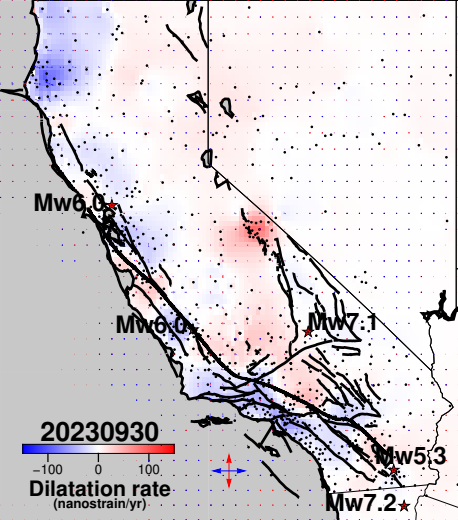 Mw6.0
Mw6.0
Mw7.1
20230930
−100 0 100
Dilatation rate
(nanostrain/yr)
Mw5.3
Mw7.2